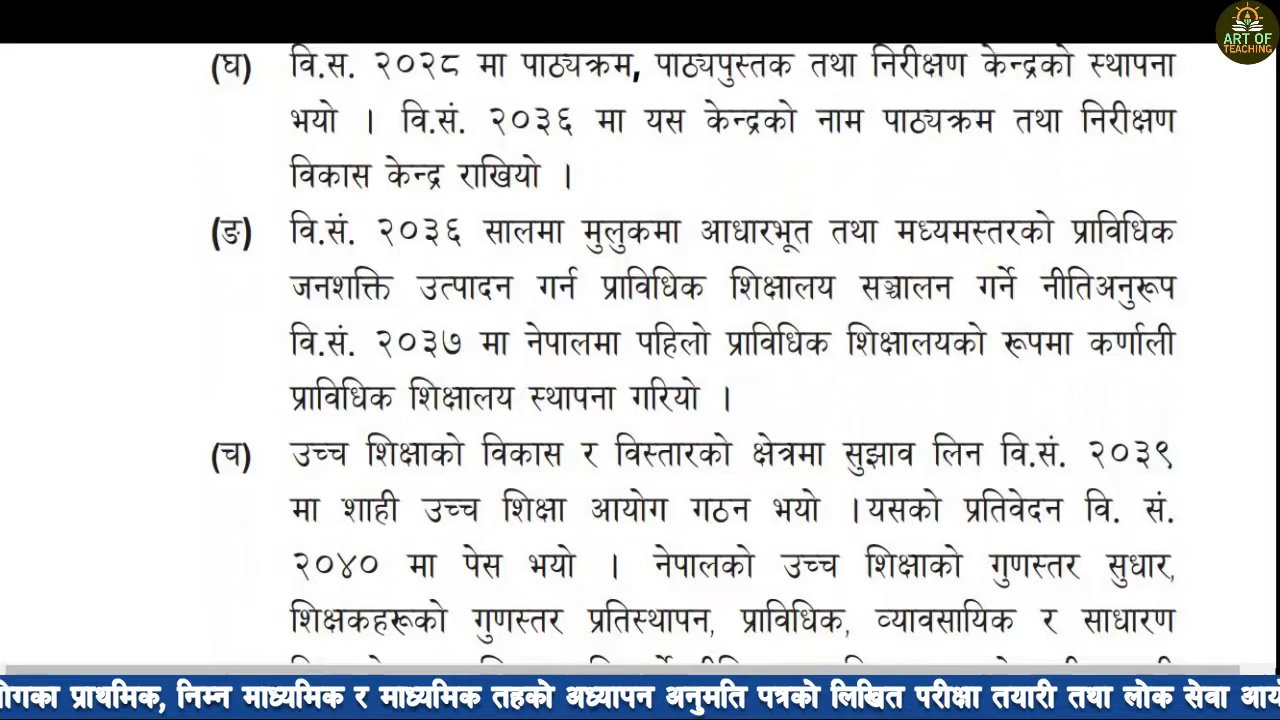 ART OF
TEACHING
(घ) वि.स. २०२८ मा पाठ्यक्रम, पाठ्यपुस्तक तथा निरीक्षण केन्द्रको स्थापना
भयो । वि.सं. २०३६ मा यस केन्द्रको नाम पाठ्यक्रम तथा निरीक्षण
विकास केन्द्र राखियो ।
(ङ) वि.सं. २०३६ सालमा मुलुकमा आधारभूत तथा मध्यमस्तरको प्राविधिक
जनशक्ति उत्पादन गर्न प्राविधिक शिक्षालय सञ्चालन गर्ने नीतिअनुरूप
वि.सं. २०३७ मा नेपालमा पहिलो प्राविधिक शिक्षालयको रूपमा कर्णाली
प्राविधिक शिक्षालय स्थापना गरियो ।
(च) उच्च शिक्षाको विकास र विस्तारको क्षेत्रमा सुझाव लिन वि.सं. २०३९
मा शाही उच्च शिक्षा आयोग गठन भयो ।यसको प्रतिवेदन वि. सं.
२०४० मा पेस भयो । नेपालको उच्च शिक्षाको गुणस्तर सुधार,
शिक्षकहरूको गुणस्तर प्रतिस्थापन, प्राविधिक, व्यावसायिक र साधारण
योगका प्राथमिक, निम्न माध्यमिक र माध्यमिक तहको अध्यापन अनुमति पत्रको लिखित परीक्षा तयारी तथा लोक सेवा आयो